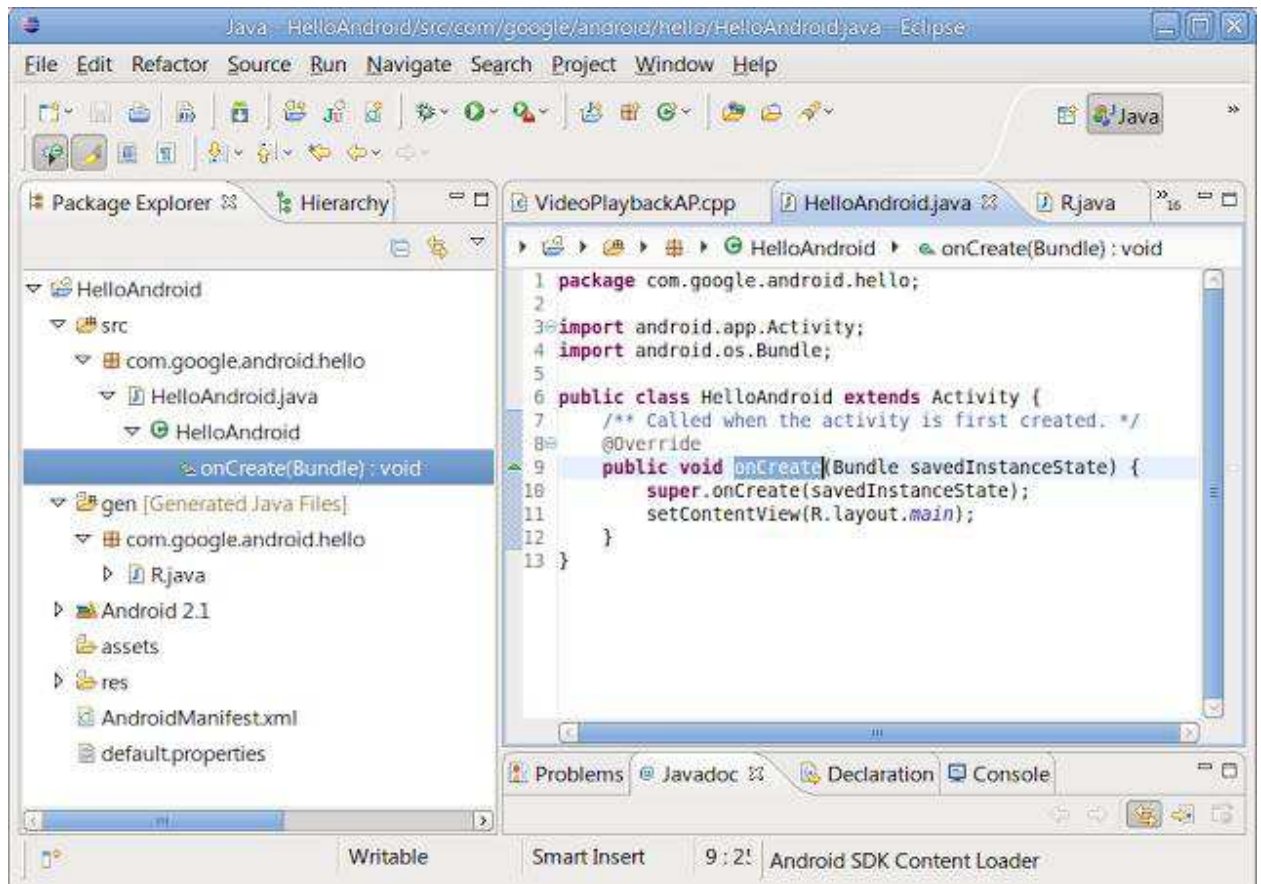 Java - HelloAndroid/src/com/google/android/hello/HelloAndroid.java - Eclipse
File Edit Refactor Source Run Navigate Search Project Window Help
Java »
Package Explorer Hierarchy
HelloAndroid
src
com.google.android.hello
HelloAndroid.java
HelloAndroid
onCreate(Bundle) : void
gen [Generated Java Files]
com.google.android.hello
R.java
Android 2.1
assets
res
AndroidManifest.xml
default.properties
VideoPlaybackAP.cpp HelloAndroid.java R.java »16
HelloAndroid onCreate(Bundle) : void
1 package com.google.android.hello;
2
3 import android.app.Activity;
4 import android.os.Bundle;
5
6 public class HelloAndroid extends Activity {
7 /** Called when the activity is first created. */
8 @Override
9 public void onCreate(Bundle savedInstanceState) {
10 super.onCreate(savedInstanceState);
11 setContentView(R.layout.main);
12 }
13 }
Problems @ Javadoc Declaration Console
Writable Smart Insert Android SDK Content Loader